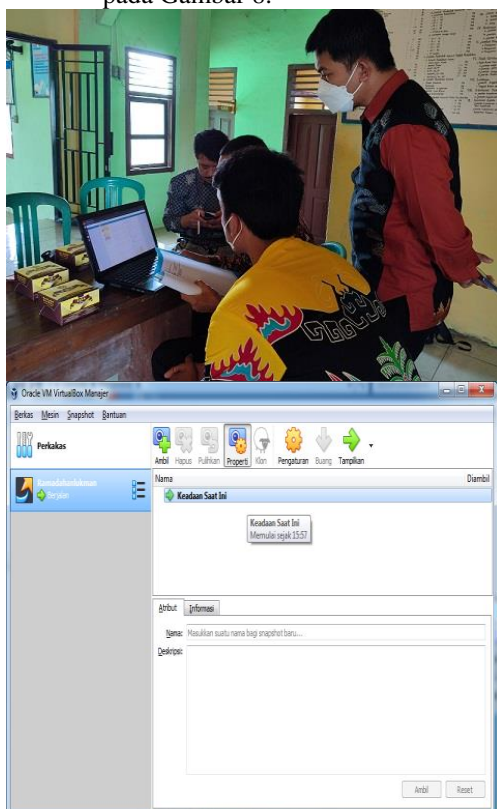 pada Gambar 8.
Oracle VM VirtualBox Manajer
Berkas Mesin Snapshot Bantuan
Perkakas
Ambil Hapus Pulihkan Properti Klon Pengaturan Buang Tampilkan
Berjalan
Nama Diambil
Keadaan Saat Ini
Keadaan Saat Ini
Memulai sejak 15:57
Atribut Informasi
Nama: Masukkan suatu nama bagi snapshot baru...
Deskripsi:
Ambil Reset